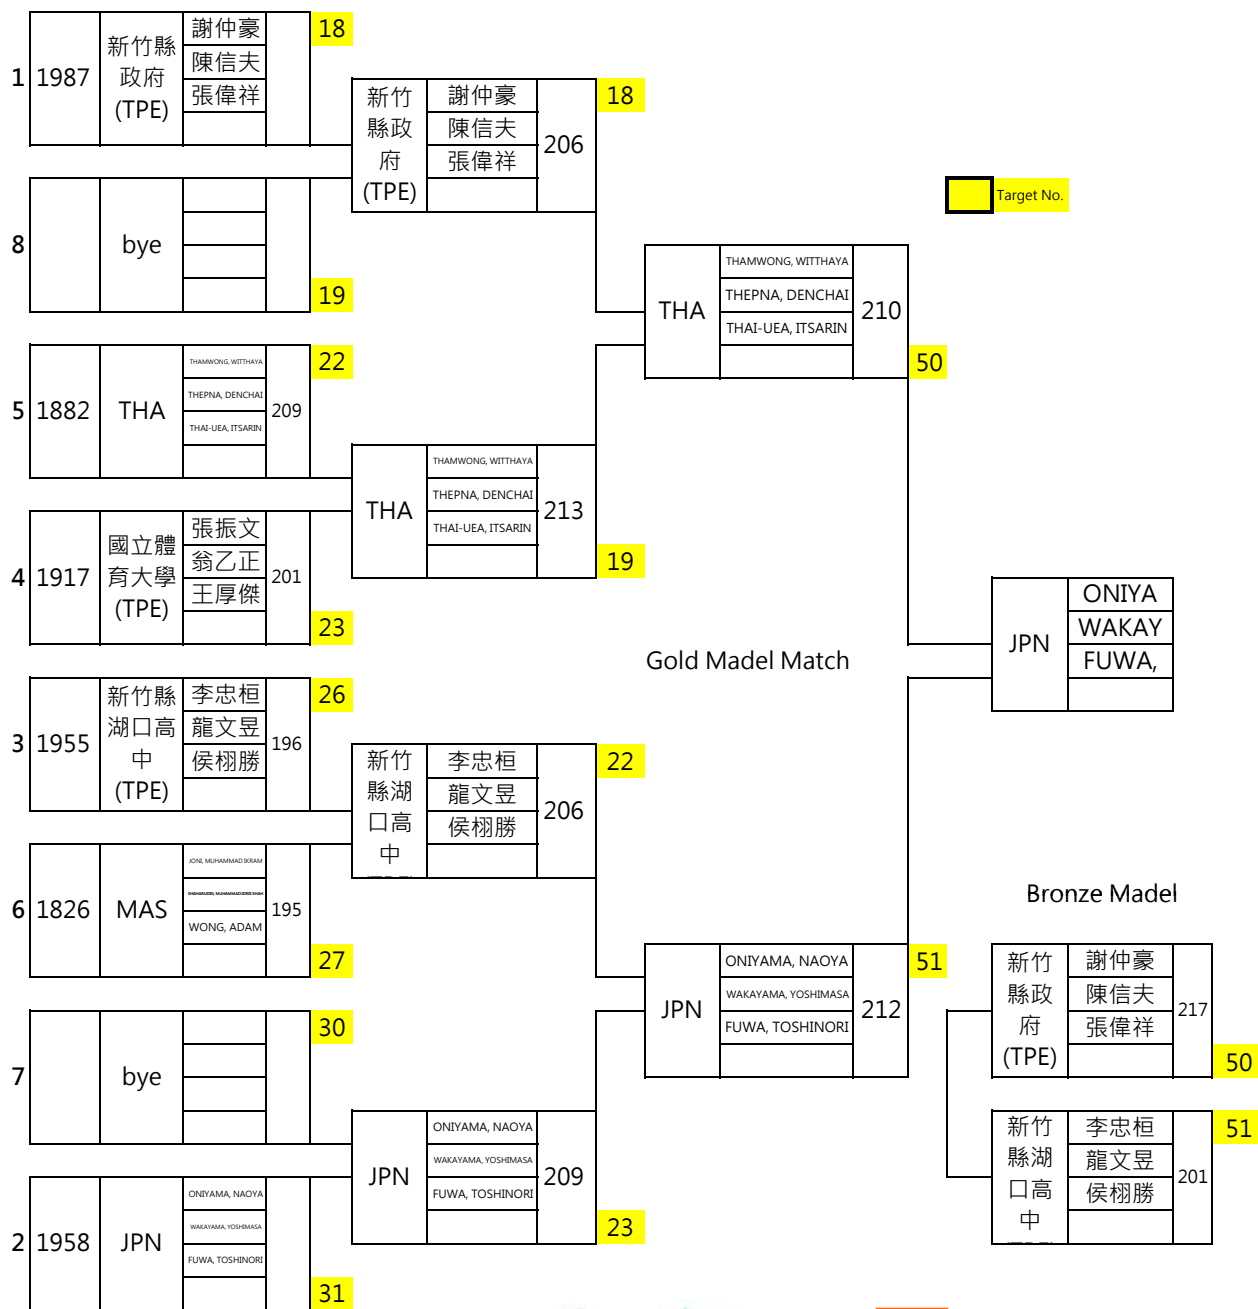 1
1987
新竹縣
政府
(TPE)
謝仲豪
陳信夫
張偉祥
18
8
bye
19
5
1882
THA
THAMWONG, WITTHAYA
THEPNA, DENCHAI
THAI-UEA, ITSARIN
209
22
4
1917
國立體
育大學
(TPE)
張振文
翁乙正
王厚傑
201
23
3
1955
新竹縣
湖口高
中
(TPE)
李忠桓
龍文昱
侯栩勝
196
26
6
1826
MAS
JONI, MUHAMMAD IKRAM
WONG, ADAM
195
27
7
bye
30
2
1958
JPN
ONIYAMA, NAOYA
WAKAYAMA, YOSHIMASA
FUWA, TOSHINORI
31
新竹
縣政
府
(TPE)
謝仲豪
陳信夫
張偉祥
206
18
THA
THAMWONG, WITTHAYA
THEPNA, DENCHAI
THAI-UEA, ITSARIN
213
19
新竹
縣湖
口高
中
李忠桓
龍文昱
侯栩勝
206
22
JPN
ONIYAMA, NAOYA
WAKAYAMA, YOSHIMASA
FUWA, TOSHINORI
209
23
Target No.
THA
THAMWONG, WITTHAYA
THEPNA, DENCHAI
THAI-UEA, ITSARIN
210
50
Gold Madel Match
JPN
ONIYAMA, NAOYA
WAKAYAMA, YOSHIMASA
FUWA, TOSHINORI
212
51
JPN
ONIYA
WAKAY
FUWA,
Bronze Madel
新竹
縣政
府
(TPE)
謝仲豪
陳信夫
張偉祥
217
50
新竹
縣湖
口高
中
李忠桓
龍文昱
侯栩勝
201
51